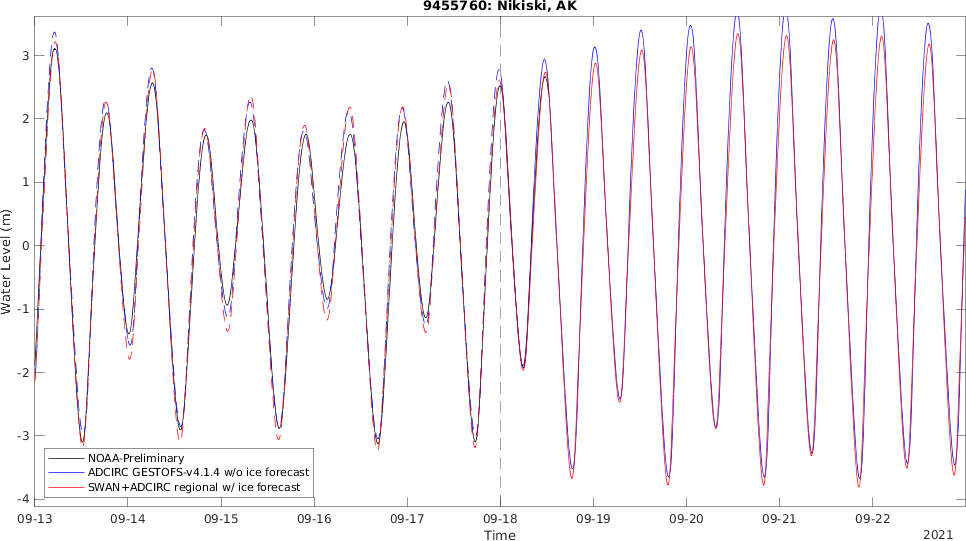 9455760: Nikiski, AK
Water Level (m)
3
2
1
0
-1
-2
-3
-4
NOAA-Preliminary
ADCIRC GESTOFS-v4.1.4 w/o ice forecast
SWAN+ADCIRC regional w/ ice forecast
09-13 09-14 09-15 09-16 09-17 09-18 09-19 09-20 09-21 09-22
Time
2021